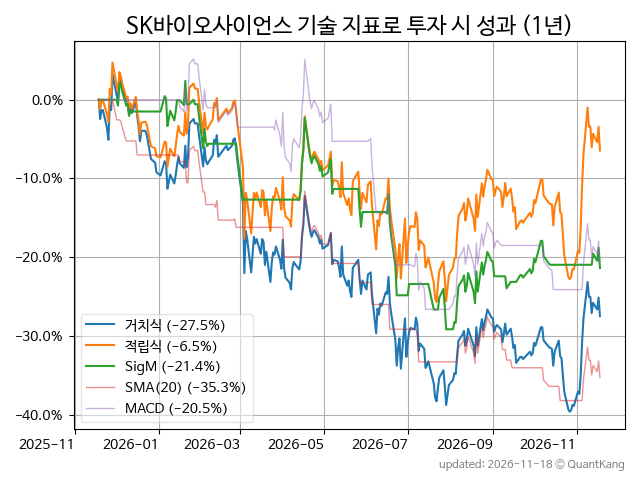 SK바이오사이언스 기술 지표로 투자 시 성과 (1년)
0.0%
−10.0%
−20.0%
−30.0%
−40.0%
거치식 (−27.5%)
적립식 (−6.5%)
SigM (−21.4%)
SMA(20) (−35.3%)
MACD (−20.5%)
2025-11 2026-01 2026-03 2026-05 2026-07 2026-09 2026-11
updated: 2026-11-18 ⓒ QuantKang